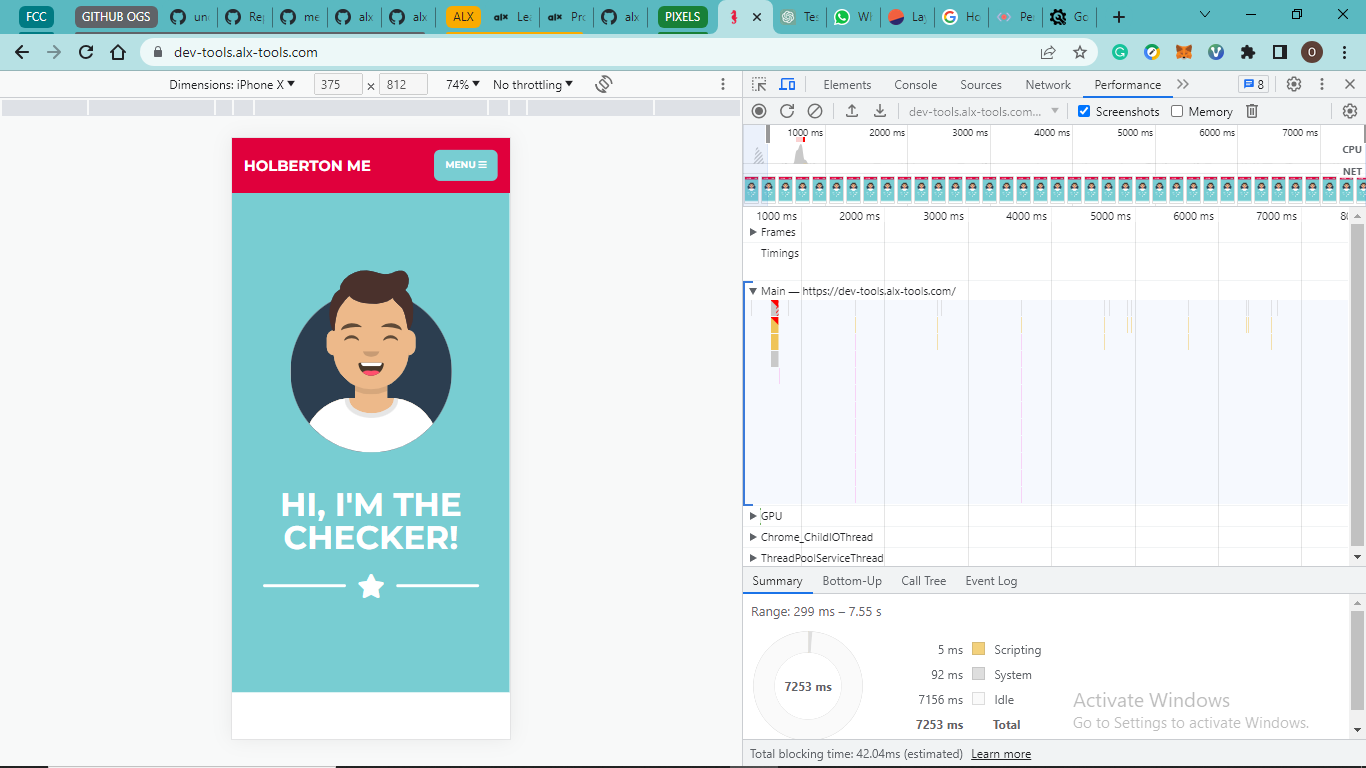 FCC
GITHUB OGS
un
Re
me
alx
alx
ALX
alx Le
alx Pro
alx
PIXELS
Tes
Wh
Lay
G Ho
Pe
Go
dev-tools.alx-tools.com
G
O
Dimensions: iPhone X 375 × 812 74% No throttling
Elements Console Sources Network Performance 8
dev-tools.alx-tools.com... Screenshots Memory
1000 ms 2000 ms 3000 ms 4000 ms 5000 ms 6000 ms 7000 ms
CPU
NET
1000 ms 2000 ms 3000 ms 4000 ms 5000 ms 6000 ms 7000 ms 8(
Frames
Timings
Main — https://dev-tools.alx-tools.com/
GPU
Chrome_ChildIOThread
ThreadPoolServiceThread
Summary Bottom-Up Call Tree Event Log
Range: 299 ms – 7.55 s
7253 ms
5 ms Scripting
92 ms System
7156 ms Idle
7253 ms Total
Activate Windows
Go to Settings to activate Windows.
Total blocking time: 42.04ms (estimated) Learn more
HOLBERTON ME
MENU
HI, I'M THE
CHECKER!